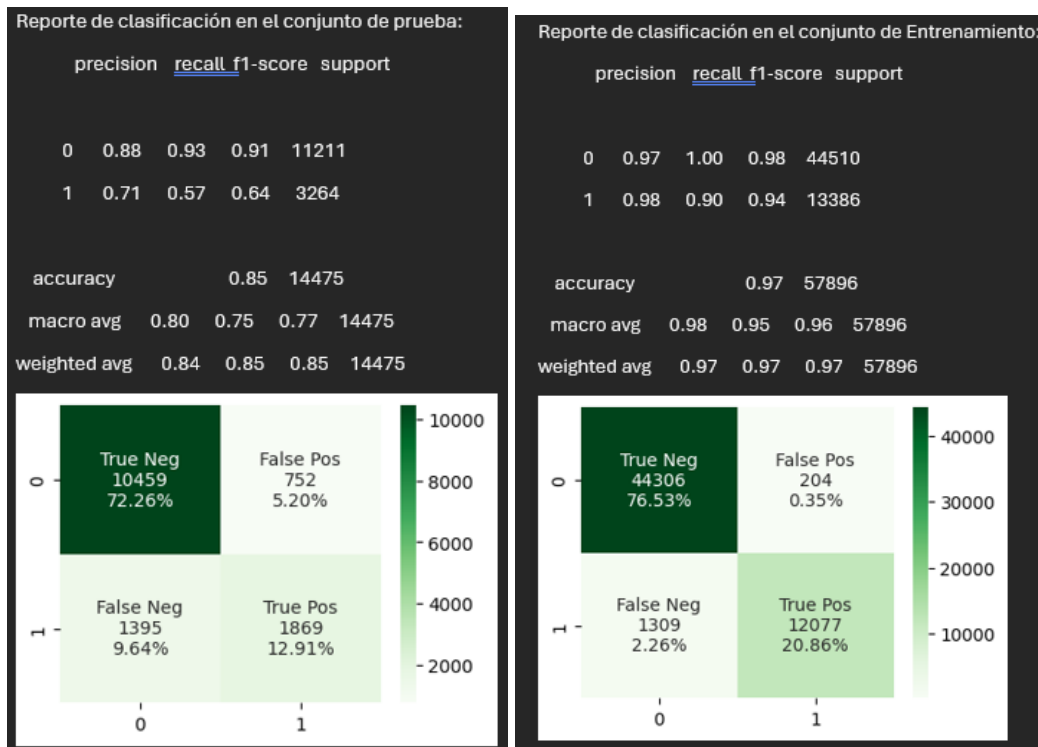 Reporte de clasificación en el conjunto de prueba:
precision recall f1-score support
0 0.88 0.93 0.91 11211
1 0.71 0.57 0.64 3264
accuracy 0.85 14475
macro avg 0.80 0.75 0.77 14475
weighted avg 0.84 0.85 0.85 14475
True Neg
10459
72.26%
False Pos
752
5.20%
False Neg
1395
9.64%
True Pos
1869
12.91%
0
1
0
1
10000
8000
6000
4000
2000
Reporte de clasificación en el conjunto de Entrenamiento:
precision recall f1-score support
0 0.97 1.00 0.98 44510
1 0.98 0.90 0.94 13386
accuracy 0.97 57896
macro avg 0.98 0.95 0.96 57896
weighted avg 0.97 0.97 0.97 57896
True Neg
44306
76.53%
False Pos
204
0.35%
False Neg
1309
2.26%
True Pos
12077
20.86%
0
1
0
1
40000
30000
20000
10000